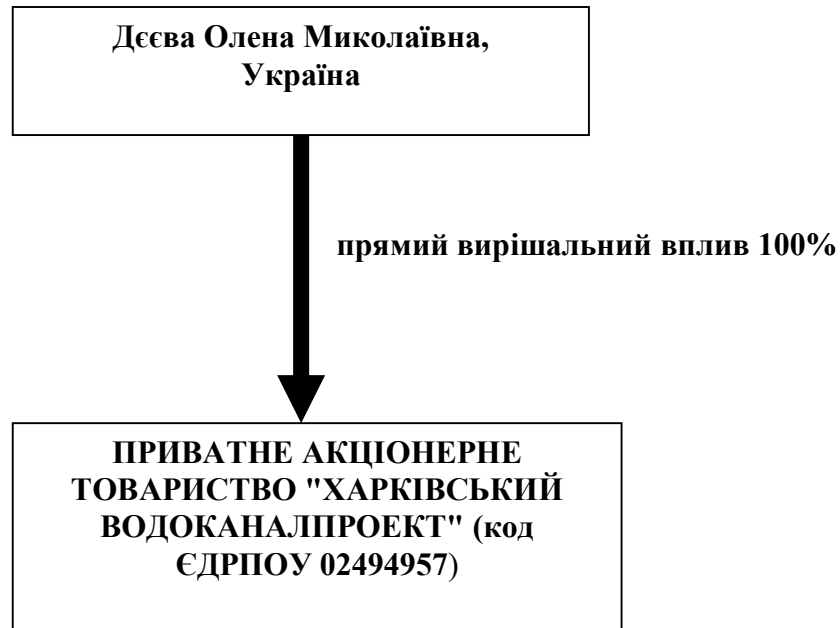 Дєєва Олена Миколаївна,
Україна
прямий вирішальний вплив 100%
ПРИВАТНЕ АКЦІОНЕРНЕ
ТОВАРИСТВО "ХАРКІВСЬКИЙ
ВОДОКАНАЛПРОЕКТ" (код
ЄДРПОУ 02494957)